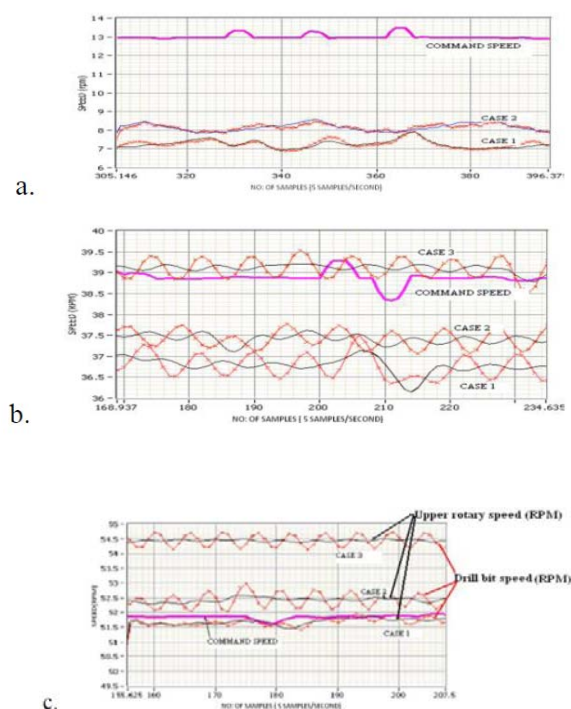 14
13
12
11
10
9
8
7
6
SPEED (rpm)
COMMAND SPEED
CASE 2
CASE 1
305.146 320 340 360 380 396.379
NO: OF SAMPLES [5 SAMPLES/SECOND]
a.
40
39.5
39
38.5
38
37.5
37
36.5
36
SPEED (RPM)
CASE 3
COMMAND SPEED
CASE 2
CASE 1
168.937 180 190 200 210 220 234.635
NO: OF SAMPLES [ 5 SAMPLES/SECOND]
b.
Upper rotary speed (RPM)
55
54.5
54
53.5
53
52.5
52
51.5
51
50.5
50
49.5
SPEED(RPM)
CASE 3
Drill bit speed (RPM)
CASE 2
CASE 1
COMMAND SPEED
160 170 180 190 200 207.5
NO: OF SAMPLES [5 SAMPLES/SECOND]
c.